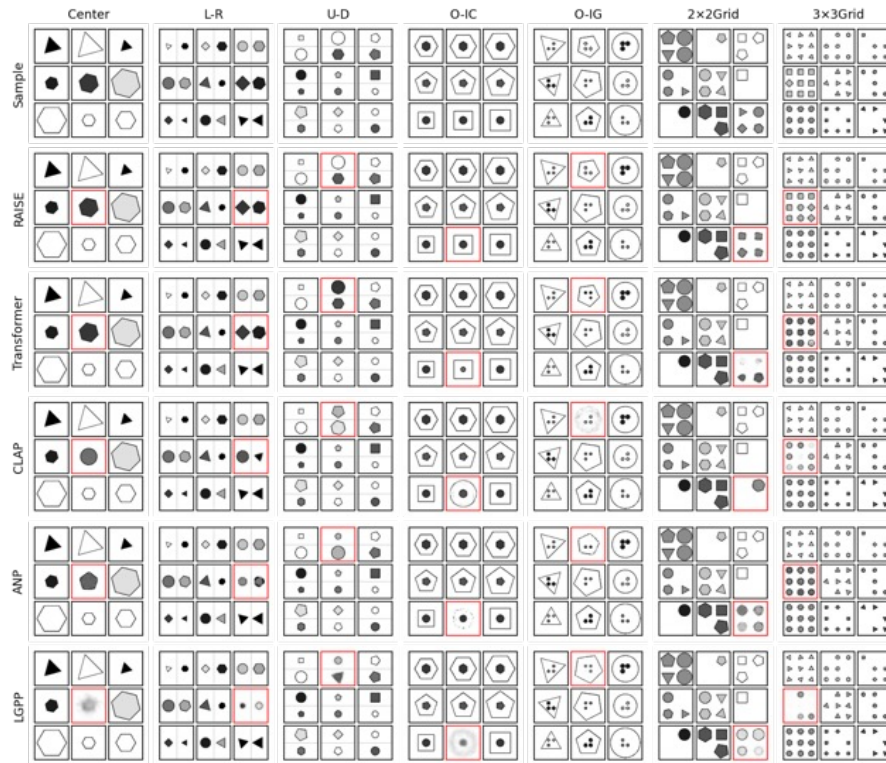 Center L-R U-D O-IC O-IG 2×2Grid 3×3Grid
Sample
RAISE
Transformer
CLAP
ANP
LGPP